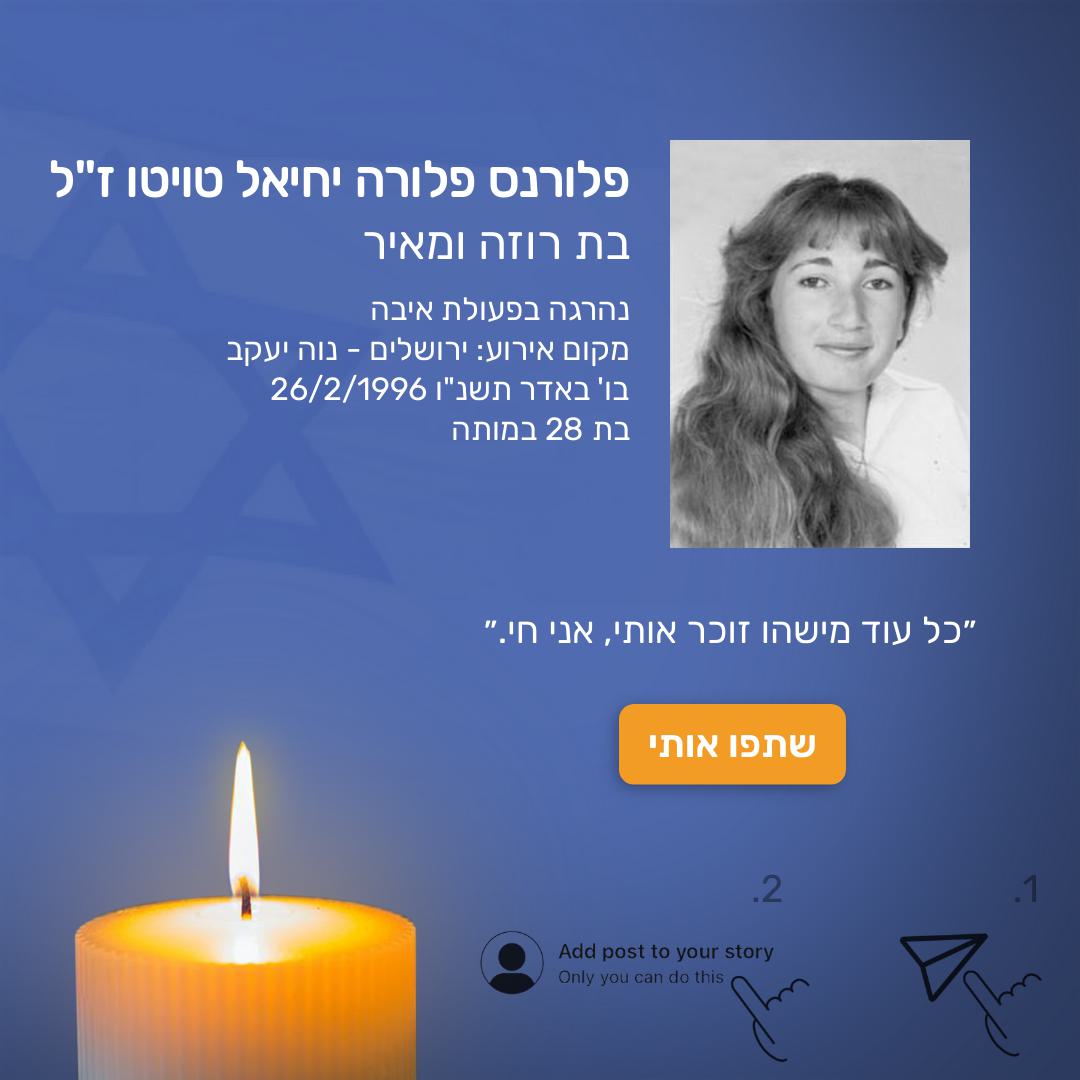 פלורנס פלורה יחיאל טויטו ז"ל
בת רוזה ומאיר
נהרגה בפעולת איבה
מקום אירוע: ירושלים - נוה יעקב
בו' באדר תשנ"ו 26/2/1996
בת 28 במותה
״כל עוד מישהו זוכר אותי, אני חי.״
שתפו אותי
.1
.2
Add post to your story
Only you can do this